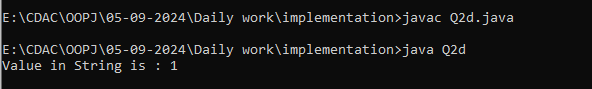 E:\CDAC\OOPJ\05-09-2024\Daily work\implementation>javac Q2d.java
E:\CDAC\OOPJ\05-09-2024\Daily work\implementation>java Q2d
Value in String is : 1